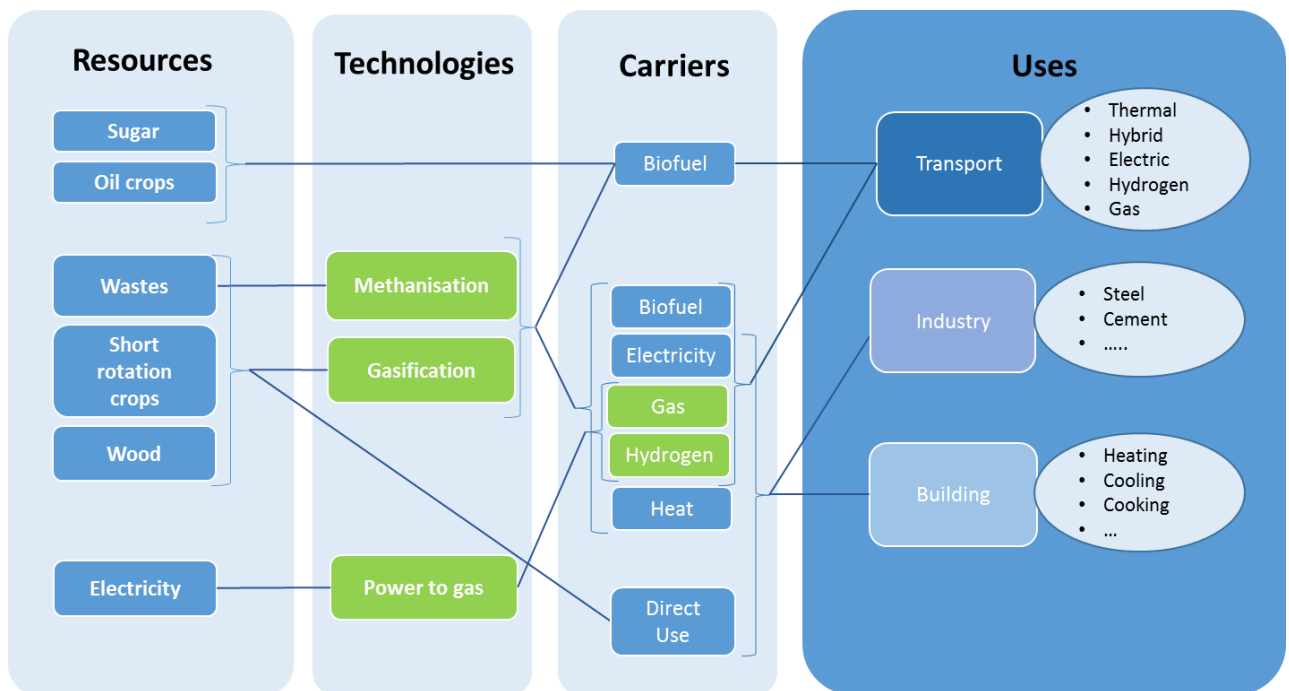 Resources
Sugar
Oil crops
Wastes
Short
rotation
crops
Wood
Electricity
Technologies
Methanisation
Gasification
Power to gas
Carriers
Biofuel
Biofuel
Electricity
Gas
Hydrogen
Heat
Direct
Use
Uses
Transport
• Thermal
• Hybrid
• Electric
• Hydrogen
• Gas
Industry
• Steel
• Cement
• .....
Building
• Heating
• Cooling
• Cooking
• ...